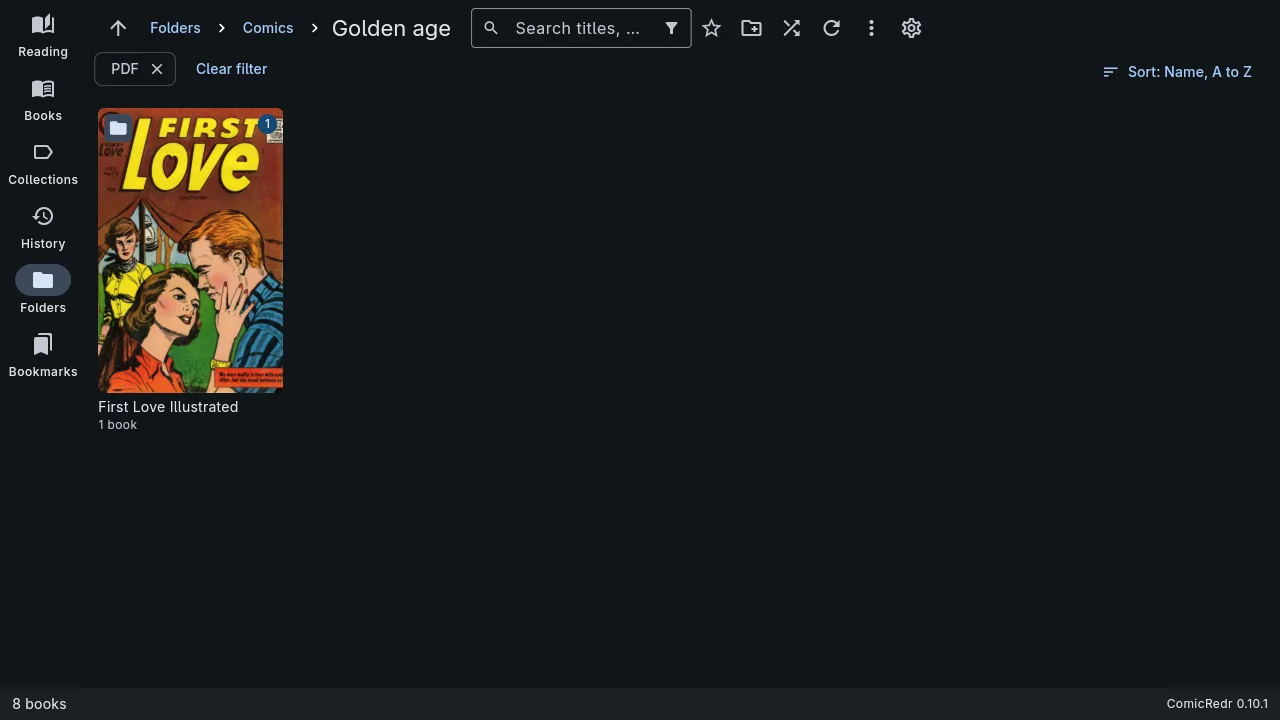 Reading
Books
Collections
History
Folders
Bookmarks
Folders
Comics
Golden age
Search titles, ...
PDF
Clear filter
Sort: Name, A to Z
FIRST
Love
1
First Love Illustrated
1 book
8 books
ComicRedr 0.10.1